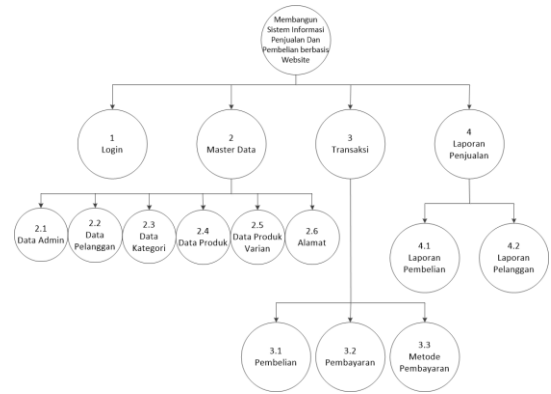 Membangun
Sistem Informasi
Penjualan Dan
Pembelian berbasis
Website
1
Login
2
Master Data
3
Transaksi
4
Laporan
Penjualan
2.1
Data Admin
2.2
Data
Pelanggan
2.3
Data
Kategori
2.4
Data Produk
2.5
Data Produk
Varian
2.6
Alamat
4.1
Laporan
Pembelian
4.2
Laporan
Pelanggan
3.1
Pembelian
3.2
Pembayaran
3.3
Metode
Pembayaran